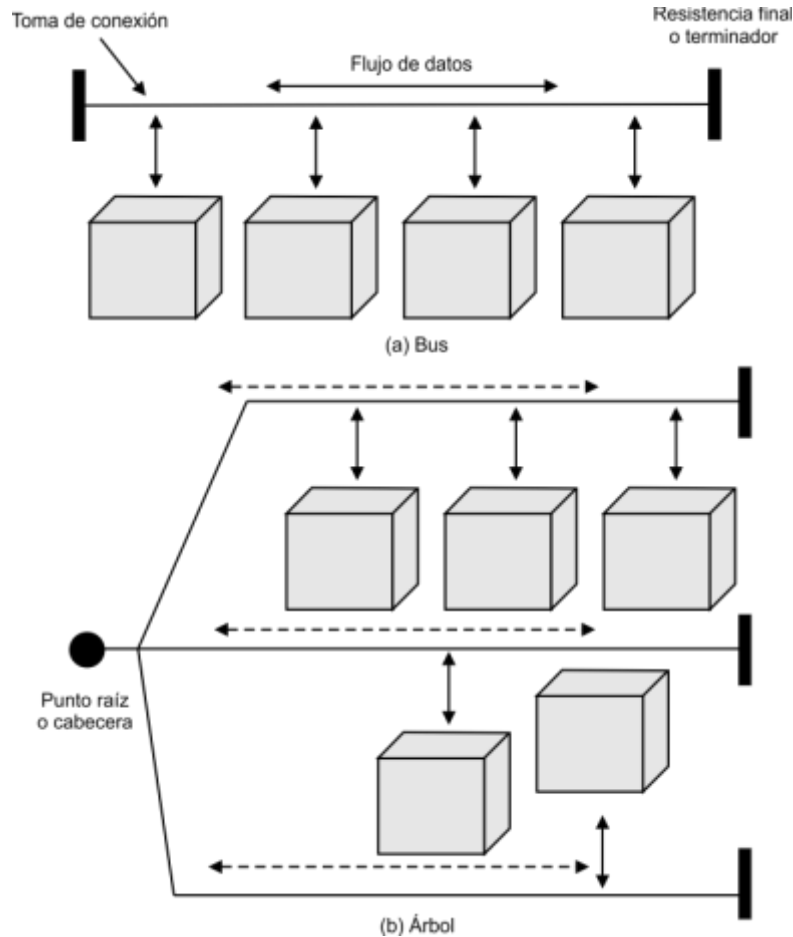 Toma de conexión
Resistencia final
o terminador
Flujo de datos
(a) Bus
Punto raíz
o cabecera
(b) Árbol